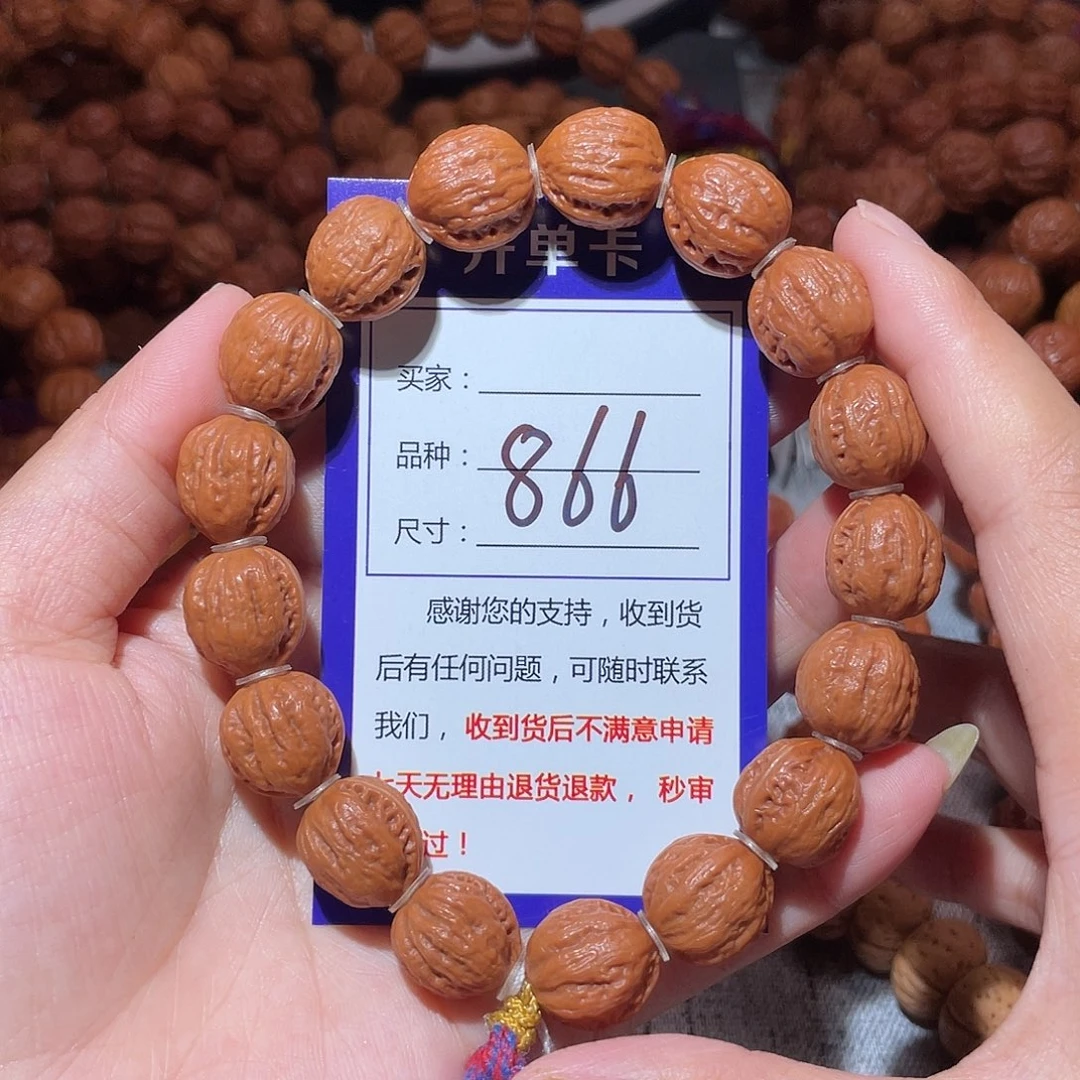 开单卡
买家：
品种：866
尺寸：
感谢您的支持，收到货
后有任何问题，可随时联系
我们，收到货后不满意申请
七天无理由退货退款， 秒审
过！